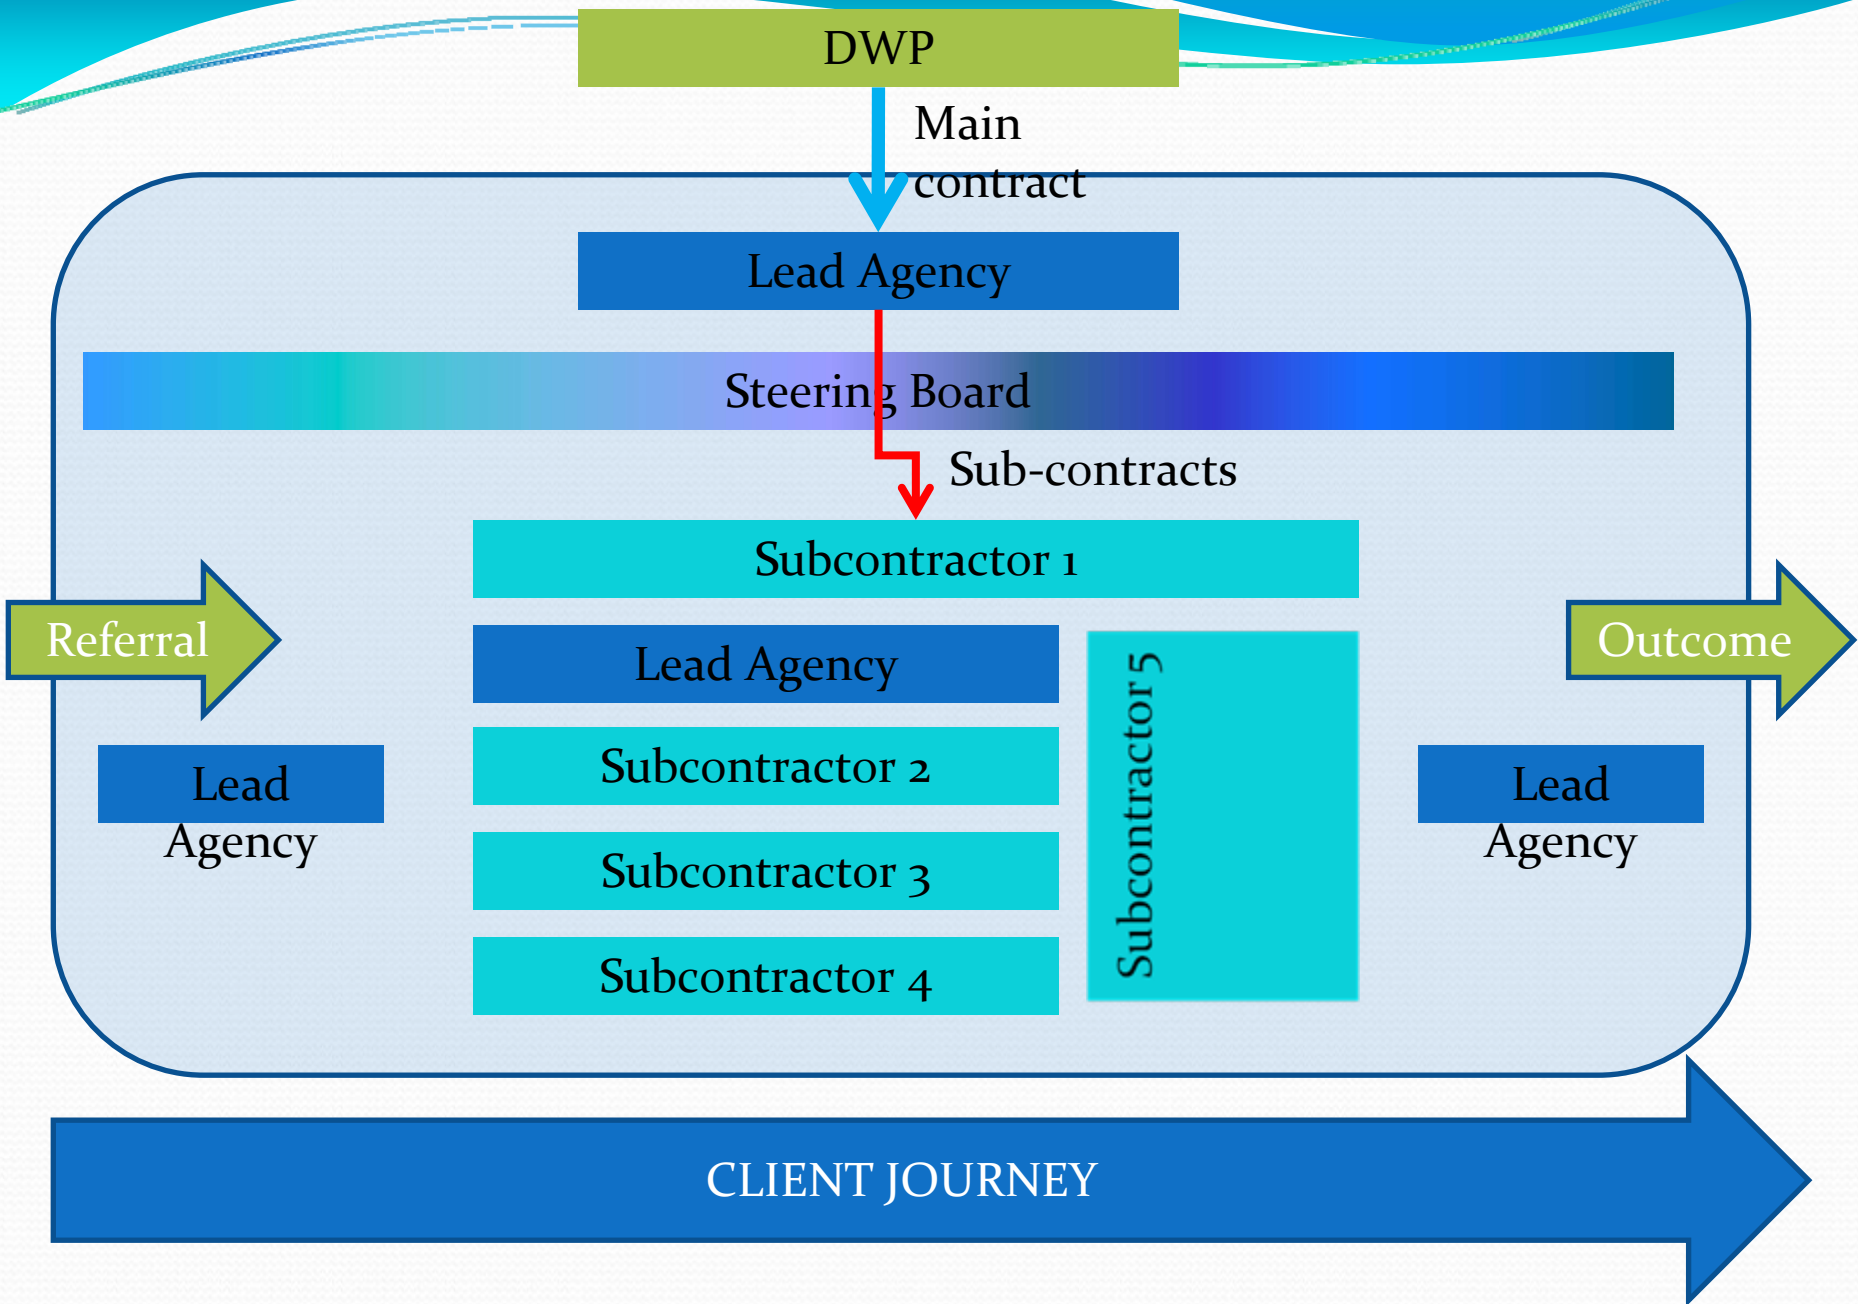 DWP
Main
contract
Lead Agency
Steering Board
Sub-contracts
Subcontractor 1
Referral
Outcome
Lead Agency
Subcontractor 5
Subcontractor 2
Lead
Agency
Lead
Agency
Subcontractor 3
Subcontractor 4
CLIENT JOURNEY